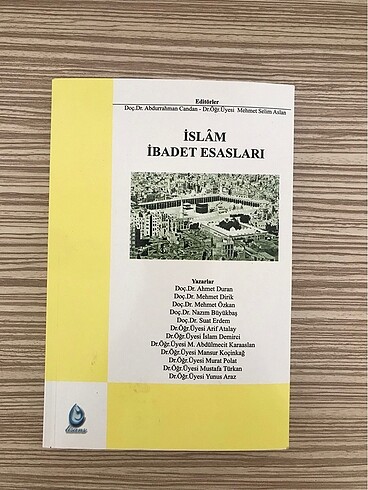 Editörler
Doç.Dr. Abdurrahman Candan - Dr.Öğr.Üyesi Mehmet Selim Aslan
İSLÂM
İBADET ESASLARI
Yazarlar
Doç.Dr. Ahmet Duran
Doç.Dr. Mehmet Dirik
Doç.Dr. Mehmet Özkan
Doç.Dr. Nazım Büyükbaş
Doç.Dr. Suat Erdem
Dr.Öğr.Üyesi Arif Atalay
Dr.Öğr.Üyesi İslam Demirci
Dr.Öğr.Üyesi M. Abdülmecit Karaaslan
Dr.Öğr.Üyesi Mansur Koçinkağ
Dr.Öğr.Üyesi Murat Polat
Dr.Öğr.Üyesi Mustafa Türkan
Dr.Öğr.Üyesi Yunus Araz